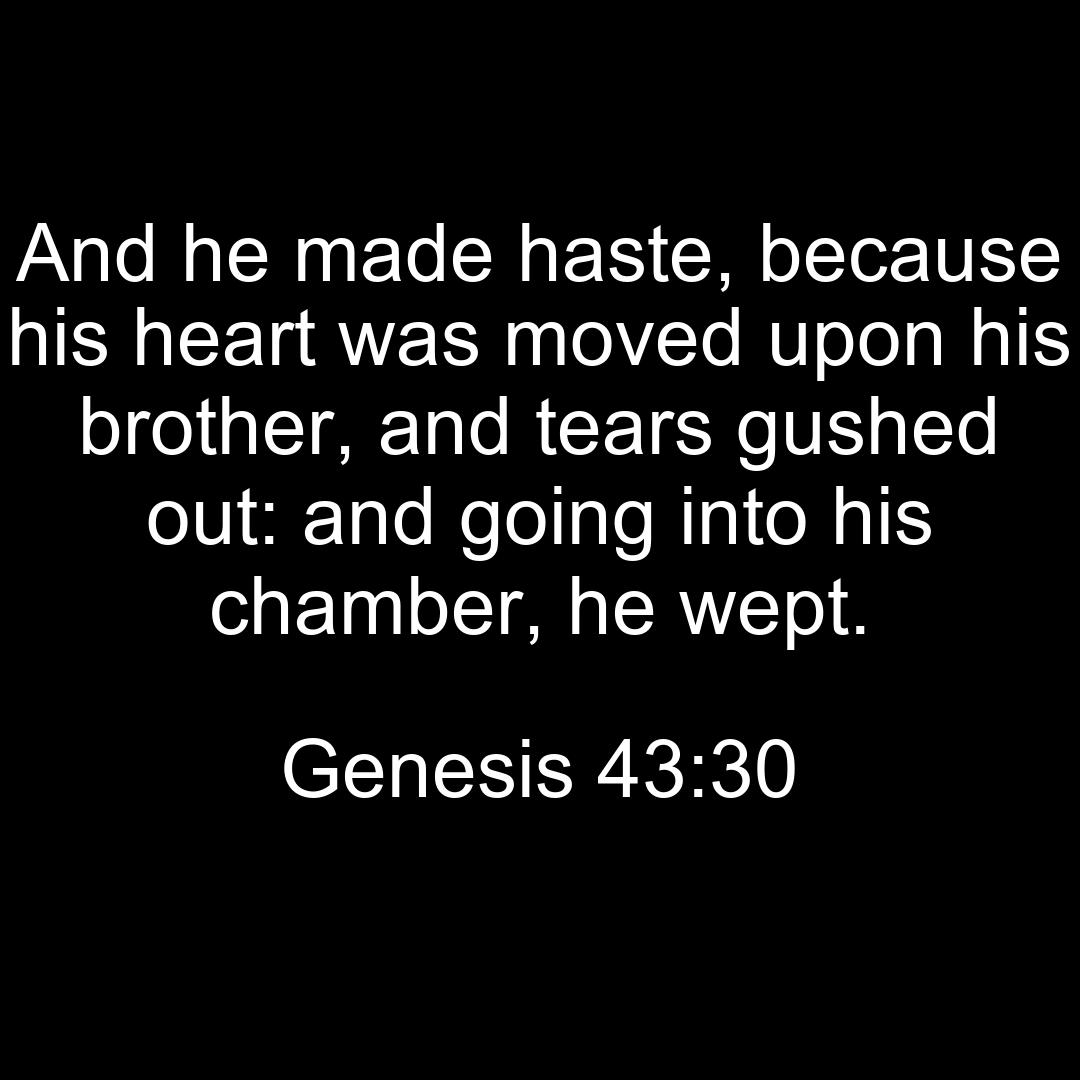 And he made haste, because
his heart was moved upon his
brother, and tears gushed
out: and going into his
chamber, he wept.
Genesis 43:30